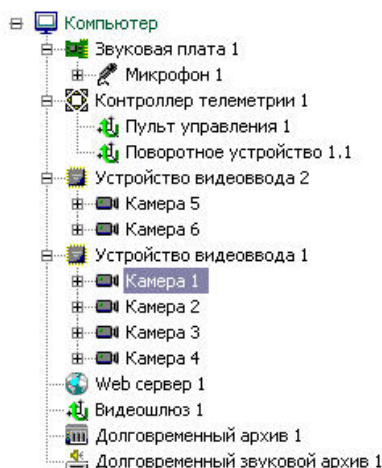 Компьютер
Звуковая плата 1
Микрофон 1
Контроллер телеметрии 1
Пульт управления 1
Поворотное устройство 1.1
Устройство видеоввода 2
Камера 5
Камера 6
Устройство видеоввода 1
Камера 1
Камера 2
Камера 3
Камера 4
Web сервер 1
Видеошлюз 1
Долговременный архив 1
Долговременный звуковой архив 1